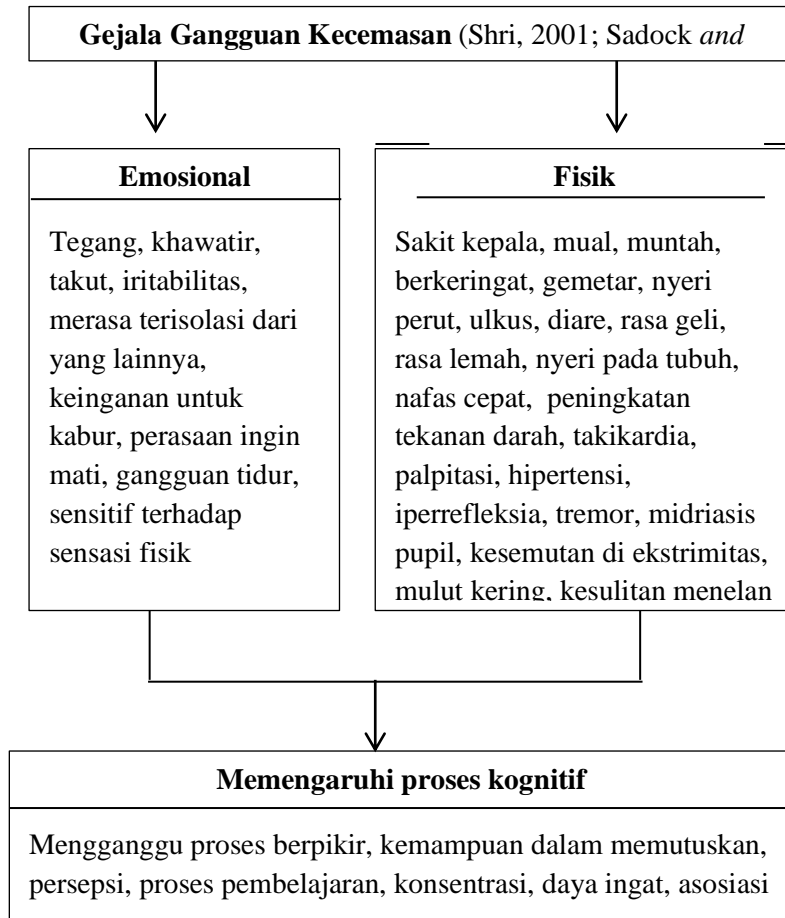 Gejala Gangguan Kecemasan (Shri, 2001; Sadock and
Emosional
Tegang, khawatir,
takut, iritabilitas,
merasa terisolasi dari
yang lainnya,
keinganan untuk
kabur, perasaan ingin
mati, gangguan tidur,
sensitif terhadap
sensasi fisik
Fisik
Sakit kepala, mual, muntah,
berkeringat, gemetar, nyeri
perut, ulkus, diare, rasa geli,
rasa lemah, nyeri pada tubuh,
nafas cepat, peningkatan
tekanan darah, takikardia,
palpitasi, hipertensi,
iperrefleksia, tremor, midriasis
pupil, kesemutan di ekstrimitas,
mulut kering, kesulitan menelan
Memengaruhi proses kognitif
Mengganggu proses berpikir, kemampuan dalam memutuskan,
persepsi, proses pembelajaran, konsentrasi, daya ingat, asosiasi